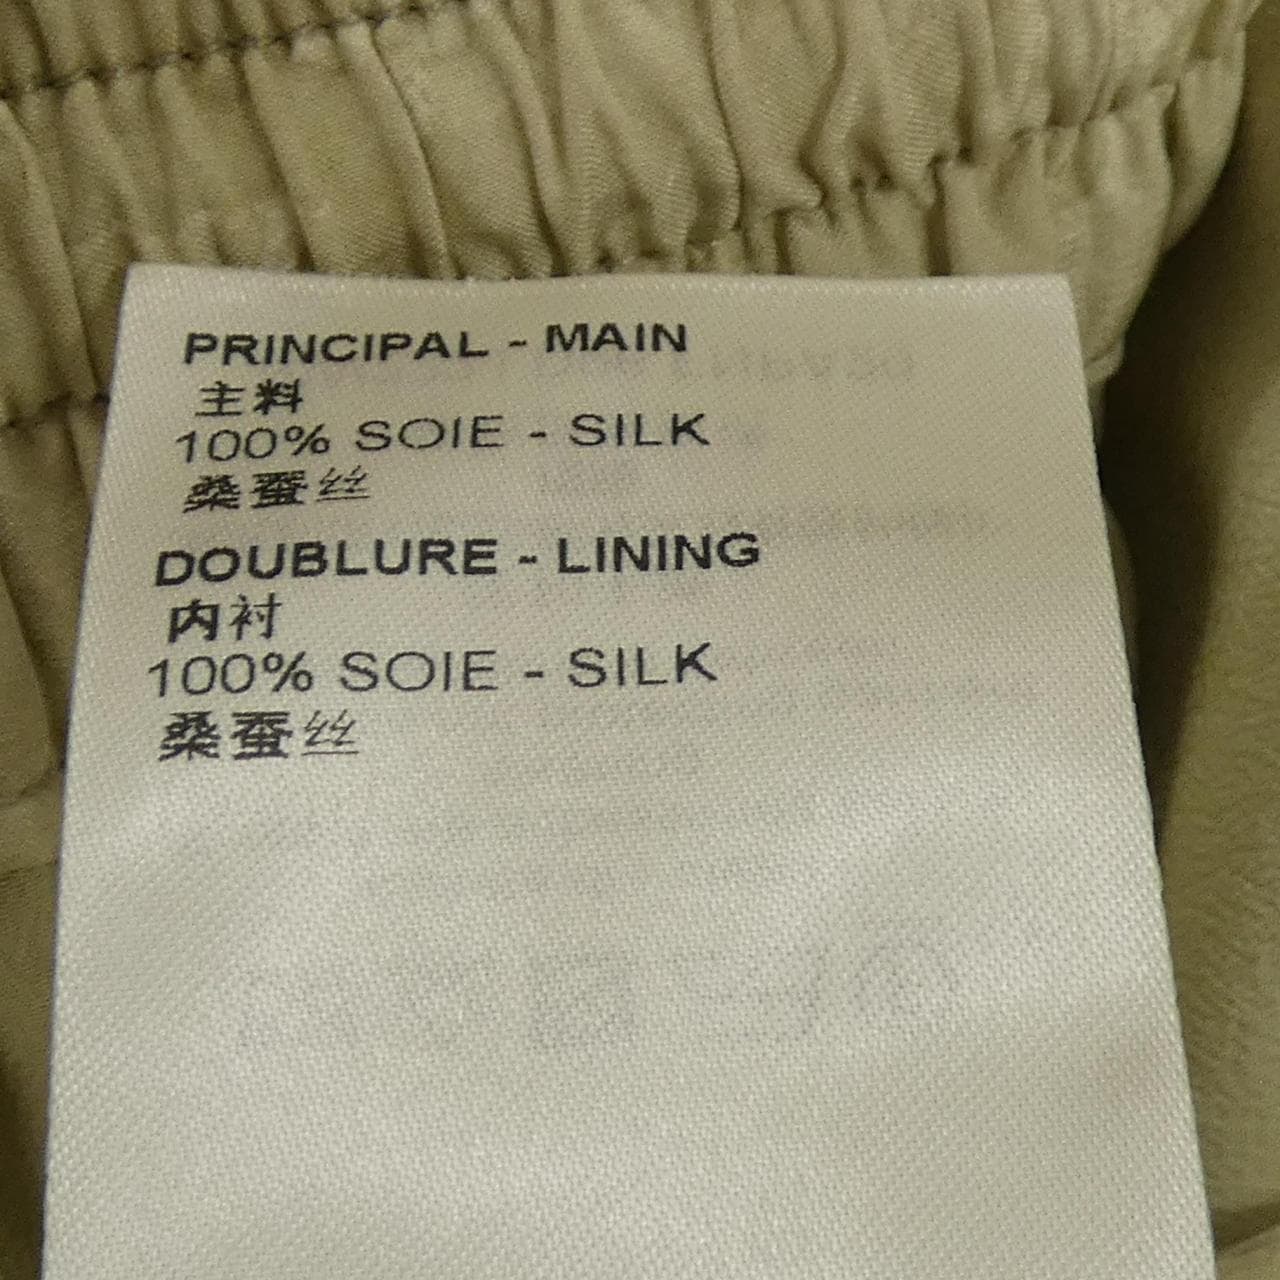 PRINCIPAL - MAIN
主料
100% SOIE - SILK
桑蚕丝
DOUBLURE - LINING
内衬
100% SOIE - SILK
桑蚕丝